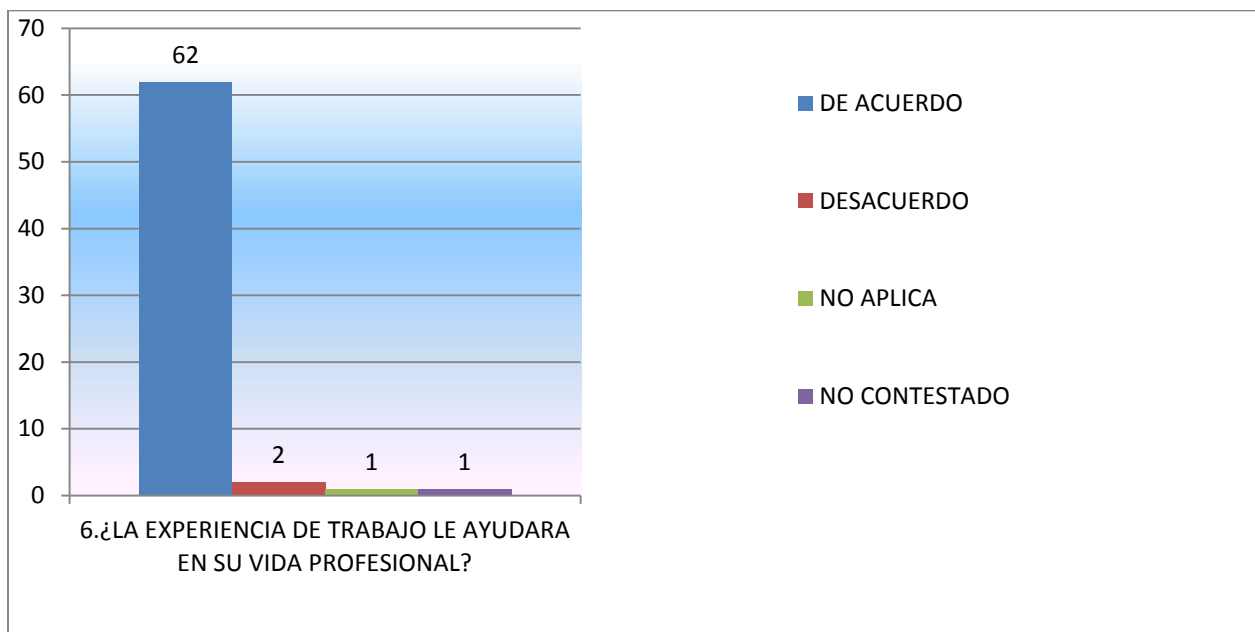 70
62
60
50
40
30
20
10
2
1
1
0
6.¿LA EXPERIENCIA DE TRABAJO LE AYUDARA
EN SU VIDA PROFESIONAL?
DE ACUERDO
DESACUERDO
NO APLICA
NO CONTESTADO